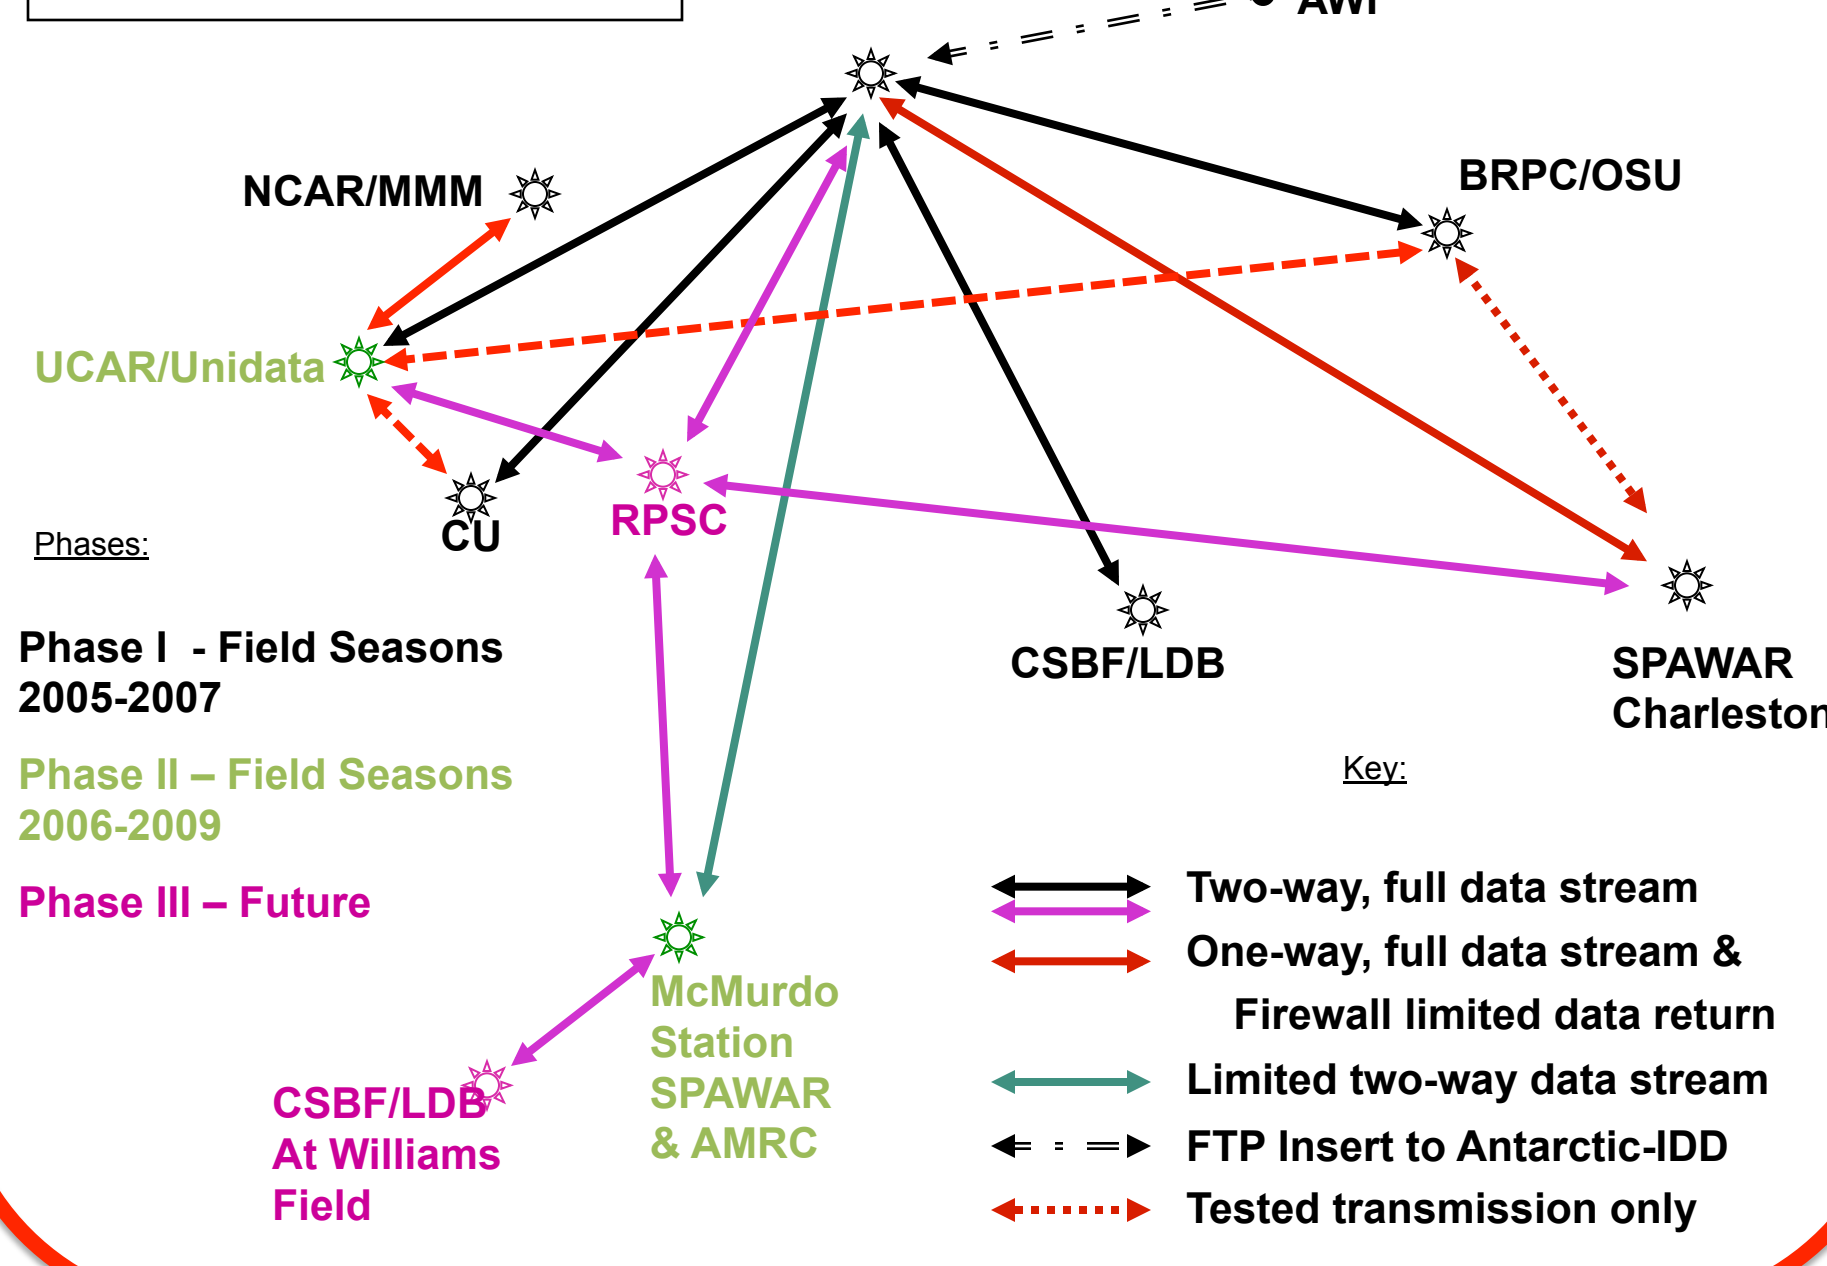 AWI
NCAR/MMM
BRPC/OSU
UCAR/Unidata
CU
RPSC
Phases:
Phase I - Field Seasons
2005-2007
CSBF/LDB
SPAWAR
Charleston
Phase II – Field Seasons
2006-2009
Key:
Phase III – Future
Two-way, full data stream
One-way, full data stream &
Firewall limited data return
Limited two-way data stream
FTP Insert to Antarctic-IDD
Tested transmission only
McMurdo
Station
SPAWAR
& AMRC
CSBF/LDB
At Williams
Field